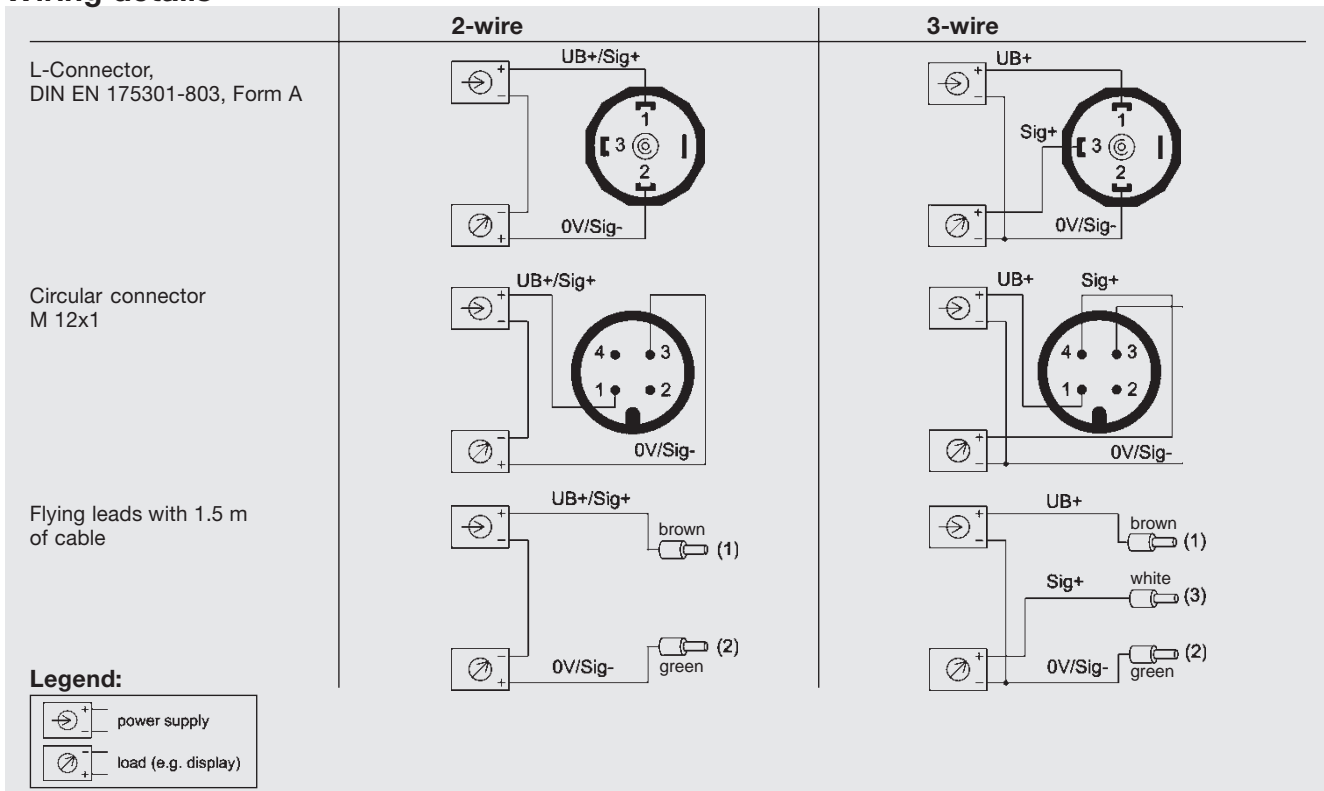 Wiring details
2-wire
3-wire
L-Connector,
DIN EN 175301-803, Form A
UB+/Sig+
+
−
1
3
2
−
+
0V/Sig-
UB+
+
−
Sig+
1
3
2
+
−
0V/Sig-
Circular connector
M 12x1
UB+/Sig+
+
−
4
3
1
2
−
+
0V/Sig-
UB+
Sig+
+
−
4
3
1
2
+
−
0V/Sig-
Flying leads with 1.5 m
of cable
UB+/Sig+
+
−
brown
(1)
−
+
0V/Sig-
(2)
green
UB+
+
−
brown
(1)
Sig+
white
(3)
+
−
0V/Sig-
(2)
green
Legend:
+
−
power supply
−
+
load (e.g. display)